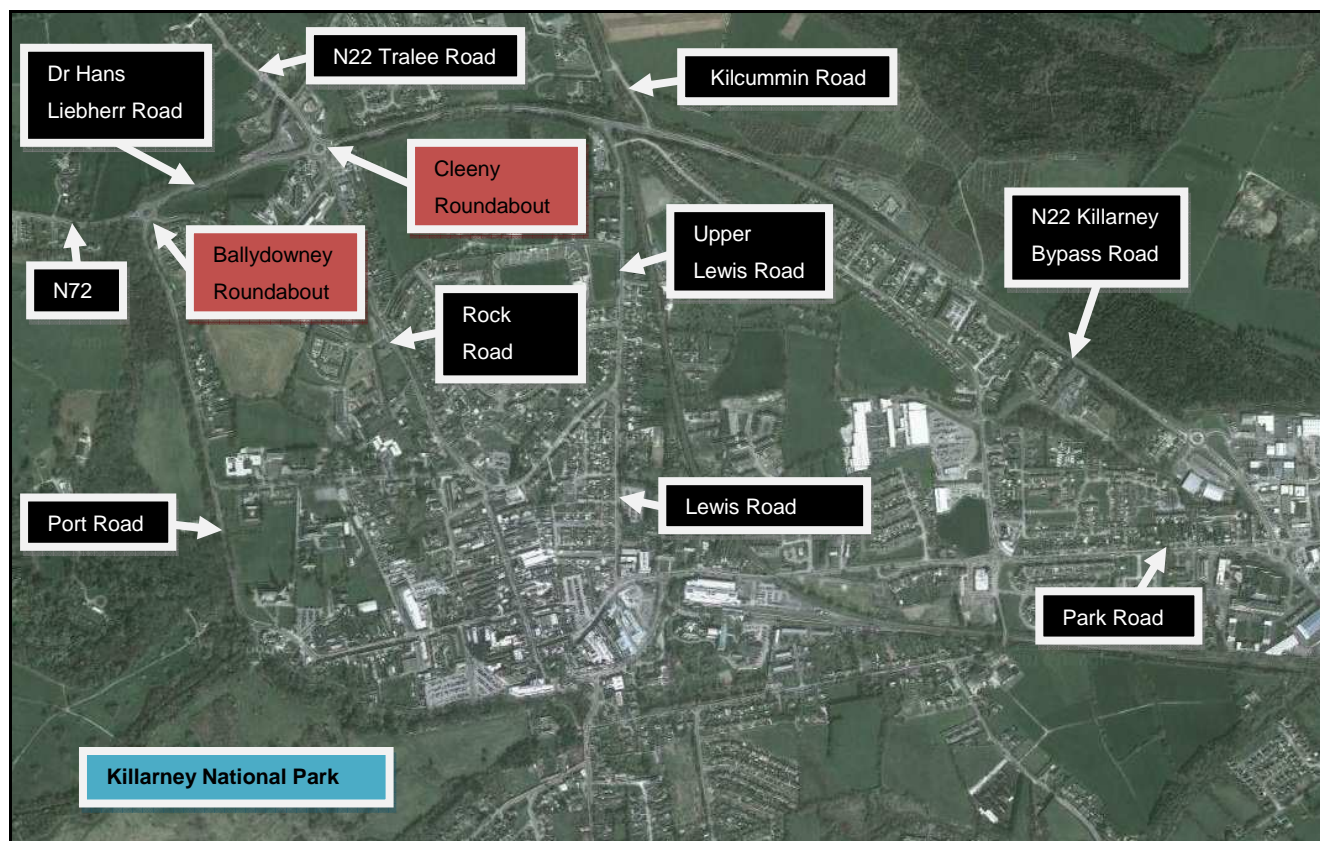 N22 Tralee Road
Dr Hans
Liebherr Road
Kilcummin Road
Cleeny
Roundabout
N22 Killarney
Bypass Road
Upper
Lewis Road
Ballydowney
Roundabout
N72
Rock
Road
Lewis Road
Port Road
Park Road
Killarney National Park